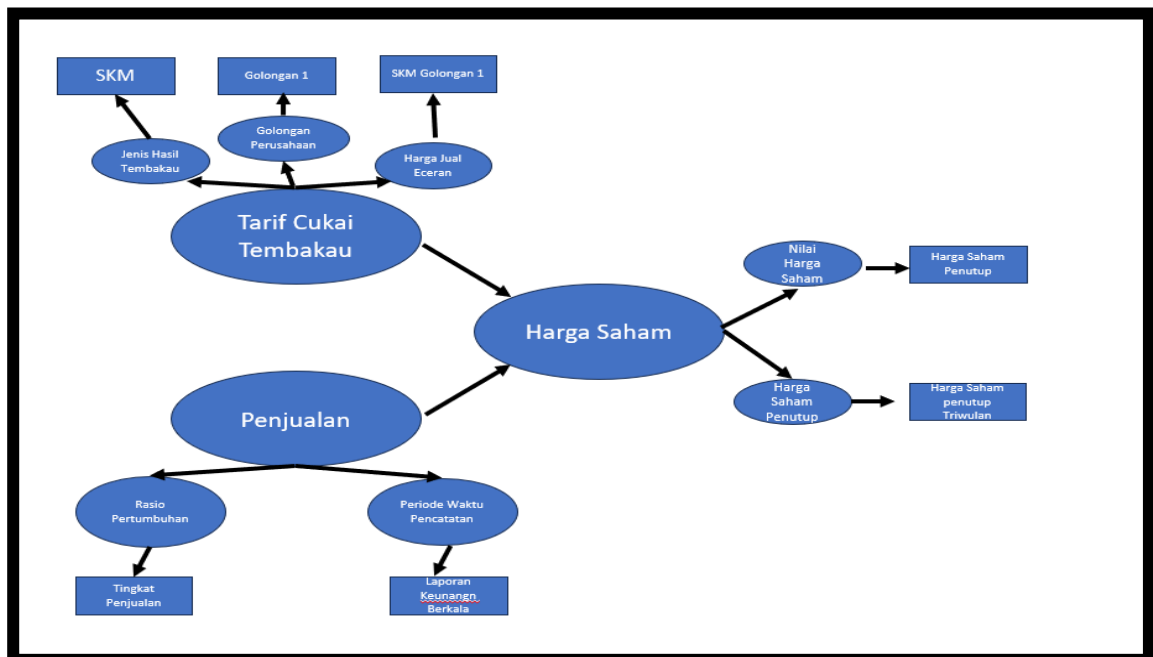 SKM
Golongan 1
SKM Golongan 1
Jenis Hasil
Tembakau
Golongan
Perusahaan
Harga Jual
Eceran
Tarif Cukai
Tembakau
Harga Saham
Nilai
Harga
Saham
Harga Saham
Penutup
Harga
Saham
Penutup
Harga Saham
penutup
Triwulan
Penjualan
Rasio
Pertumbuhan
Periode Waktu
Pencatatan
Tingkat
Penjualan
Laporan
Keunangn
Berkala